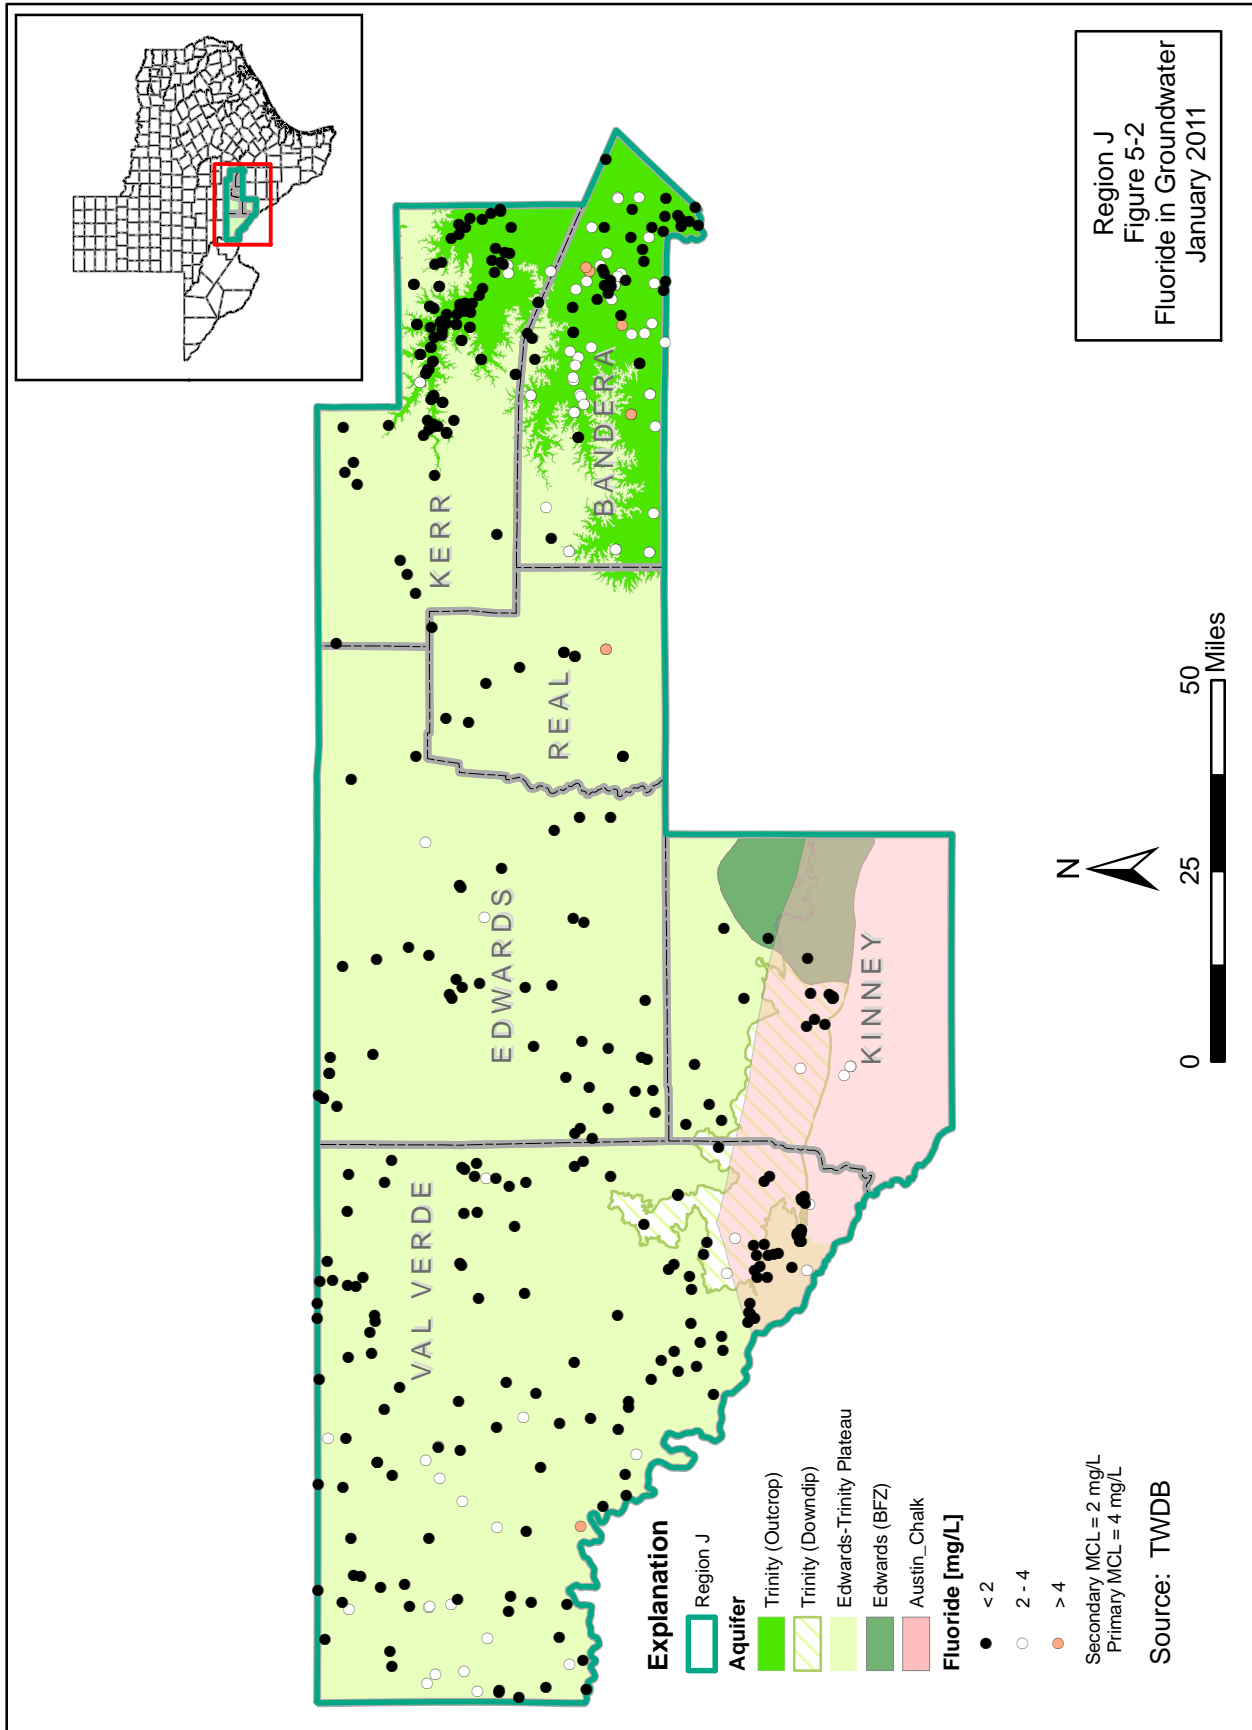 Region J
Figure 5-2
Fluoride in Groundwater
January 2011
KERR
BANDERA
REAL
EDWARDS
KINNEY
VAL VERDE
N
0 25 50
Miles
Explanation
Region J
Aquifer
Trinity (Outcrop)
Trinity (Downdip)
Edwards-Trinity Plateau
Edwards (BFZ)
Austin_Chalk
Fluoride [mg/L]
< 2
2 - 4
> 4
Secondary MCL = 2 mg/L
Primary MCL = 4 mg/L
Source: TWDB